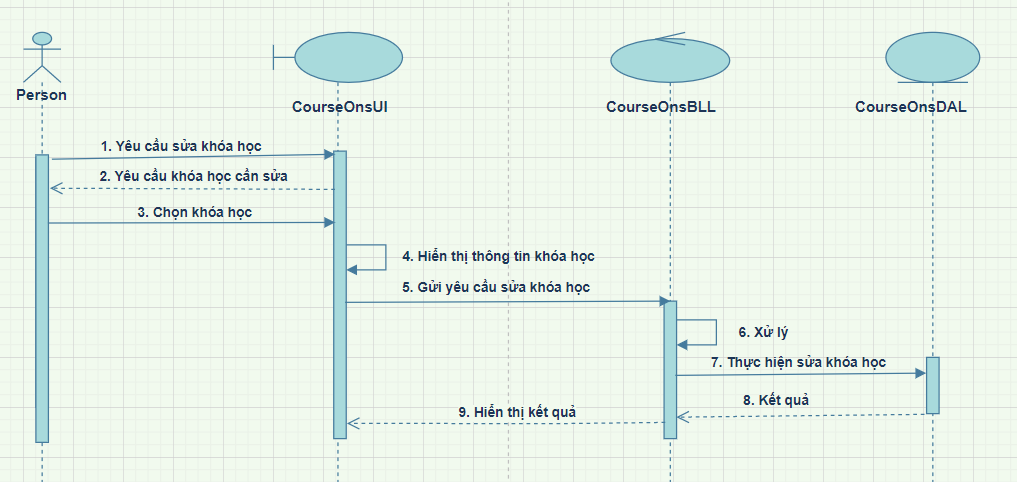 Person
CourseOnsUI
CourseOnsBLL
CourseOnsDAL
1. Yêu cầu sửa khóa học
2. Yêu cầu khóa học cần sửa
3. Chọn khóa học
4. Hiển thị thông tin khóa học
5. Gửi yêu cầu sửa khóa học
6. Xử lý
7. Thực hiện sửa khóa học
8. Kết quả
9. Hiển thị kết quả